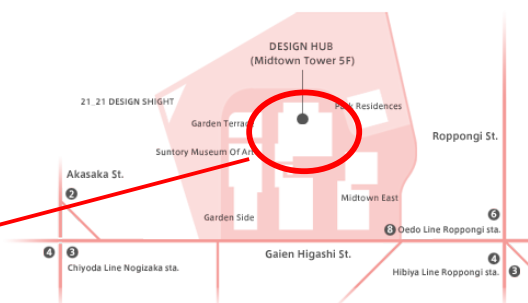 DESIGN HUB
(Midtown Tower 5F)
21_21 DESIGN SHIGHT
Park Residences
Garden Terrace
Roppongi St.
Suntory Museum Of Art
Akasaka St.
2
Midtown East
Garden Side
6
8 Oedo Line Roppongi sta.
4 3
Gaien Higashi St.
4
Chiyoda Line Nogizaka sta.
Hibiya Line Roppongi sta. 3